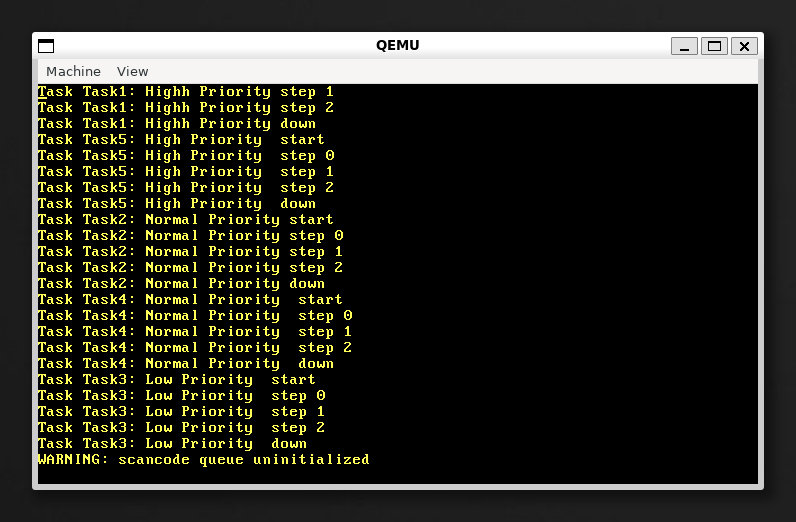 QEMU
Machine View
Task Task1: Highh Priority step 1
Task Task1: Highh Priority step 2
Task Task1: Highh Priority down
Task Task5: High Priority  start
Task Task5: High Priority  step 0
Task Task5: High Priority  step 1
Task Task5: High Priority  step 2
Task Task5: High Priority  down
Task Task2: Normal Priority start
Task Task2: Normal Priority step 0
Task Task2: Normal Priority step 1
Task Task2: Normal Priority step 2
Task Task2: Normal Priority down
Task Task4: Normal Priority  start
Task Task4: Normal Priority  step 0
Task Task4: Normal Priority  step 1
Task Task4: Normal Priority  step 2
Task Task4: Normal Priority  down
Task Task3: Low Priority  start
Task Task3: Low Priority  step 0
Task Task3: Low Priority  step 1
Task Task3: Low Priority  step 2
Task Task3: Low Priority  down
WARNING: scancode queue uninitialized